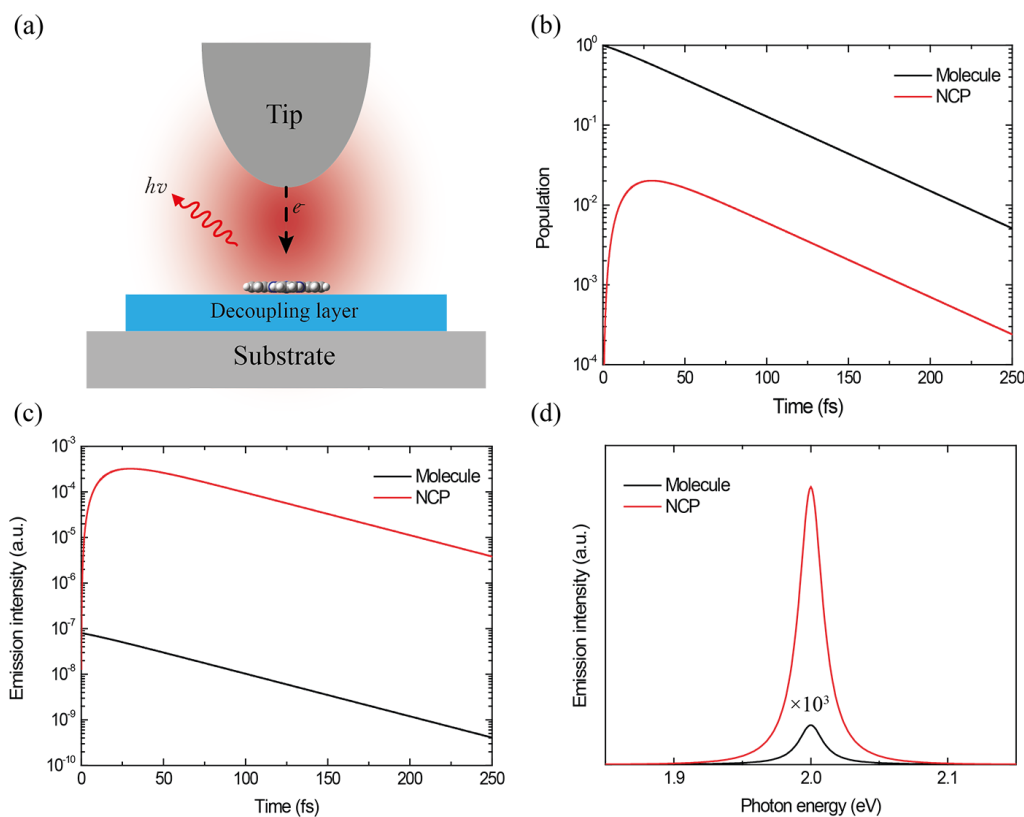 (a)
Tip
hν
e-
Decoupling layer
Substrate
(b)
Population
10^0
10^-1
10^-2
10^-3
10^-4
Molecule
NCP
0 50 100 150 200 250
Time (fs)
(c)
Emission intensity (a.u.)
10^-3
10^-4
10^-5
10^-6
10^-7
10^-8
10^-9
10^-10
Molecule
NCP
0 50 100 150 200 250
Time (fs)
(d)
Emission intensity (a.u.)
Molecule
NCP
×10^3
1.9 2.0 2.1
Photon energy (eV)